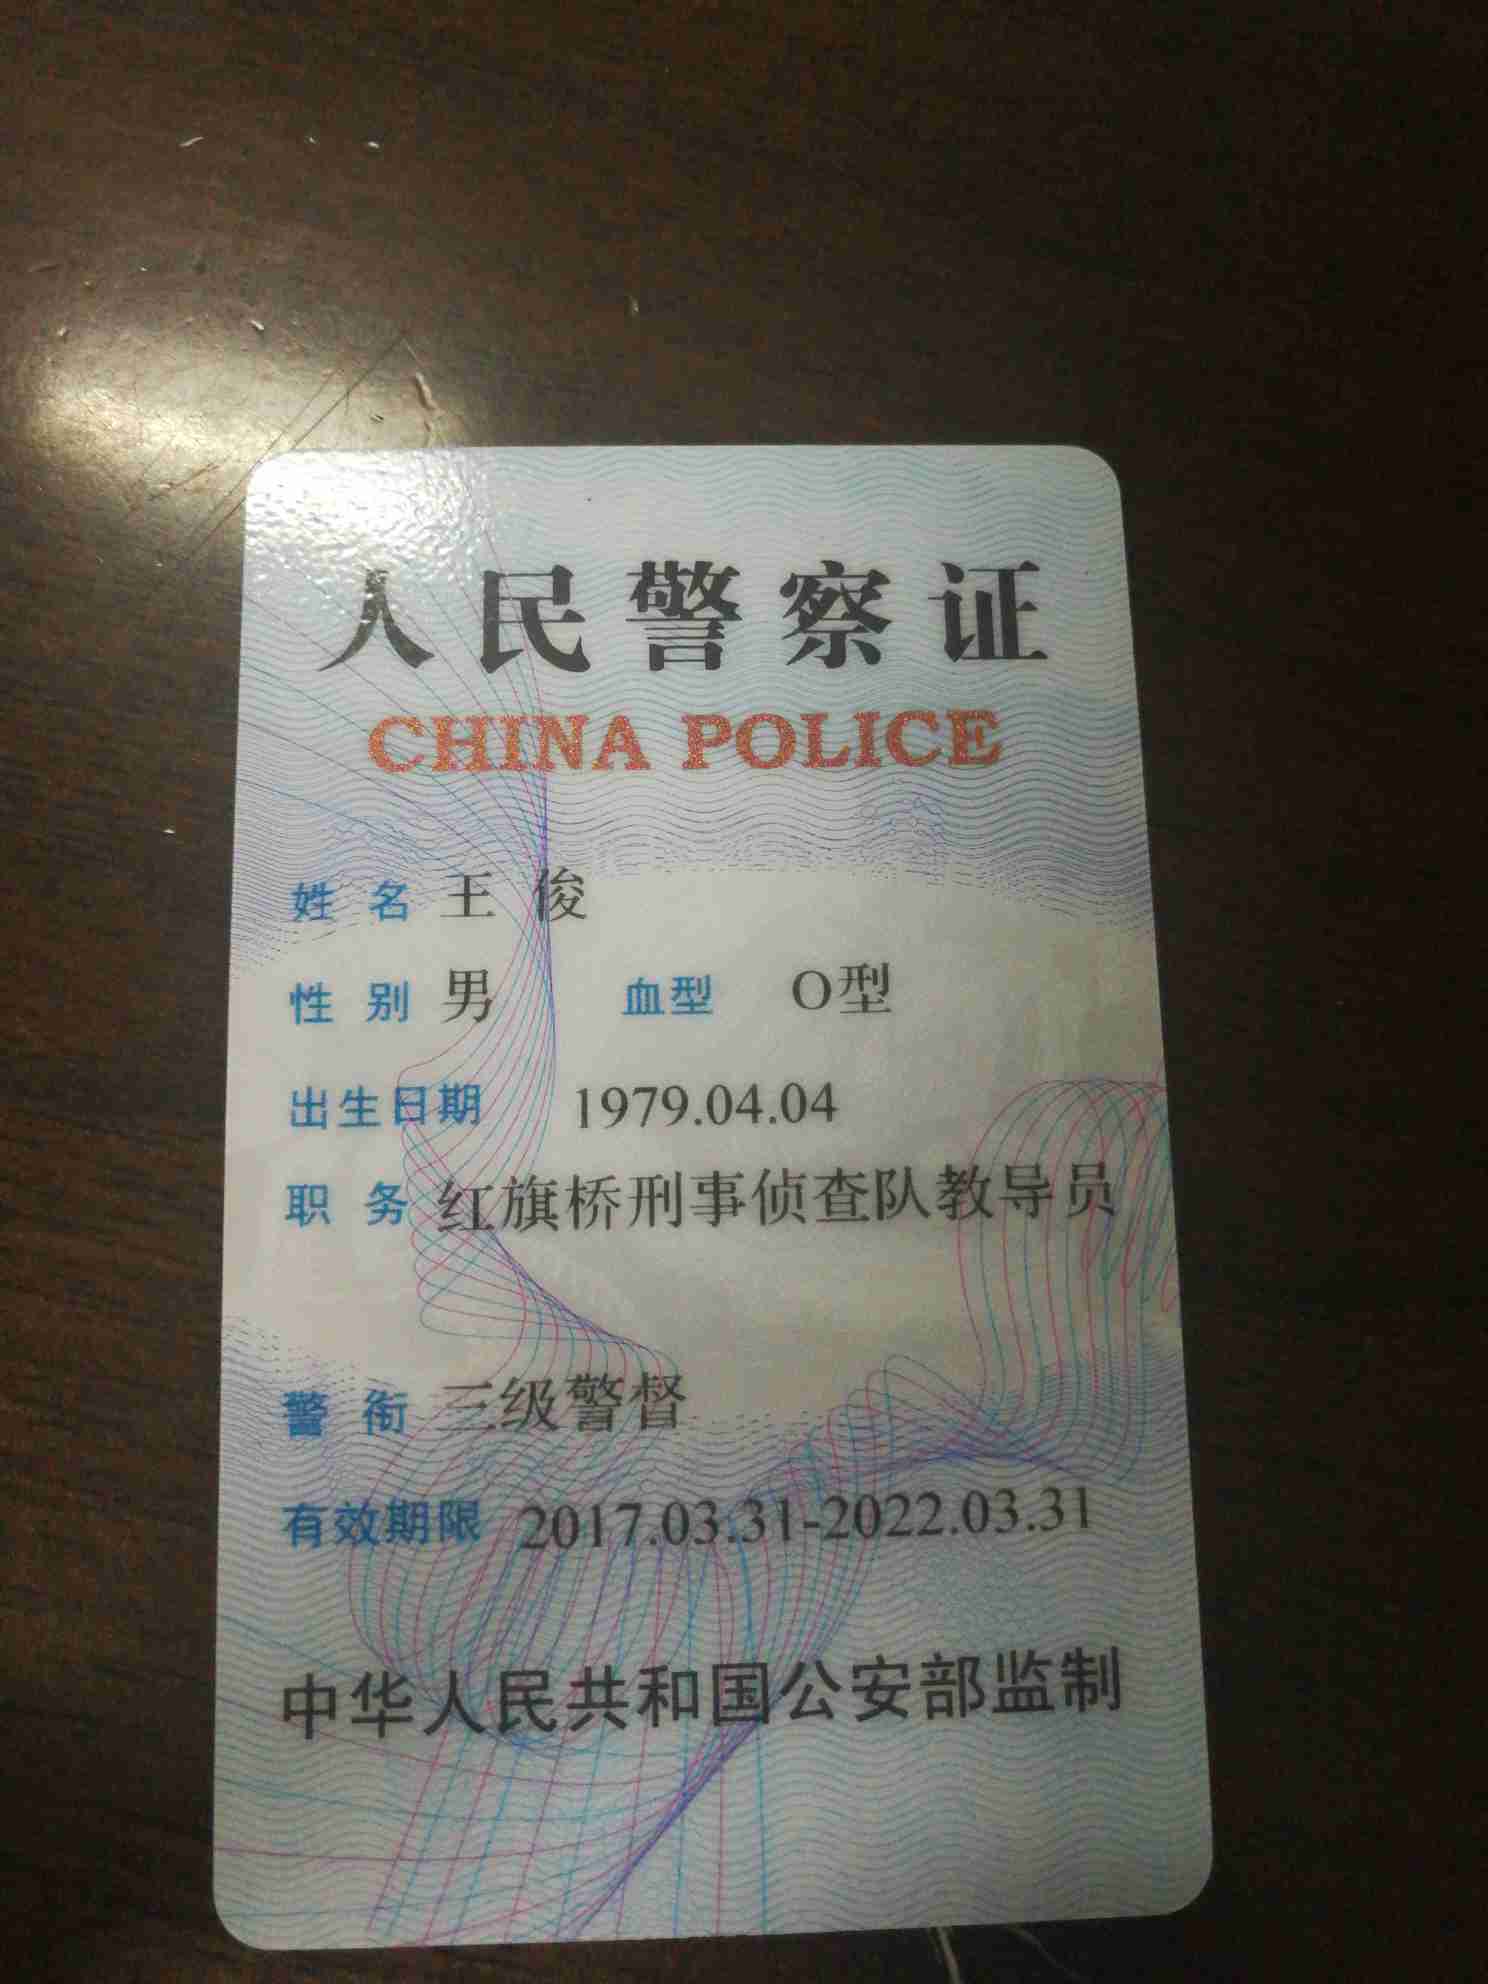 人民警察证
CHINA POLICE
姓 名 王 俊
性 别 男 血型 O型
出生日期 1979.04.04
职 务 红旗桥刑事侦查队教导员
警 衔 三级警督
有效期限 2017.03.31-2022.03.31
中华人民共和国公安部监制